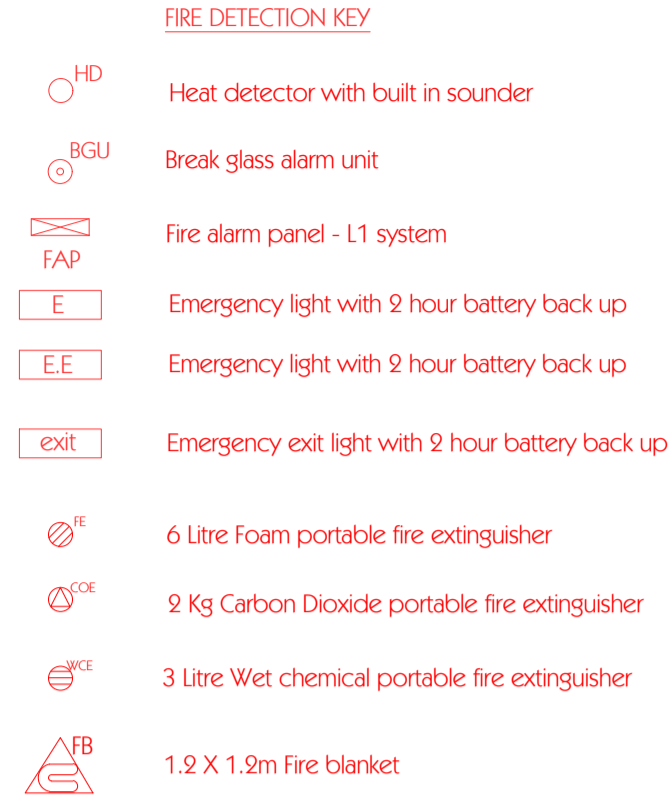 FIRE DETECTION KEY
HD
Heat detector with built in sounder
BGU
Break glass alarm unit
Fire alarm panel - L1 system
FAP
E Emergency light with 2 hour battery back up
E.E Emergency light with 2 hour battery back up
exit Emergency exit light with 2 hour battery back up
FE
6 Litre Foam portable fire extinguisher
COE
2 Kg Carbon Dioxide portable fire extinguisher
WCE
3 Litre Wet chemical portable fire extinguisher
FB
1.2 X 1.2m Fire blanket